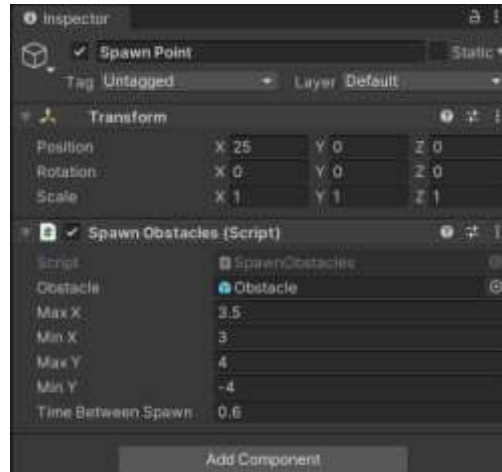 Inspector
Spawn Point Static
Tag Untagged Layer Default
Transform
Position X 25 Y 0 Z 0
Rotation X 0 Y 0 Z 0
Scale X 1 Y 1 Z 1
Spawn Obstacles (Script)
Script SpawnObstacles
Obstacle Obstacle
Max X 3.5
Min X 3
Max Y 4
Min Y -4
Time Between Spawn 0.6
Add Component